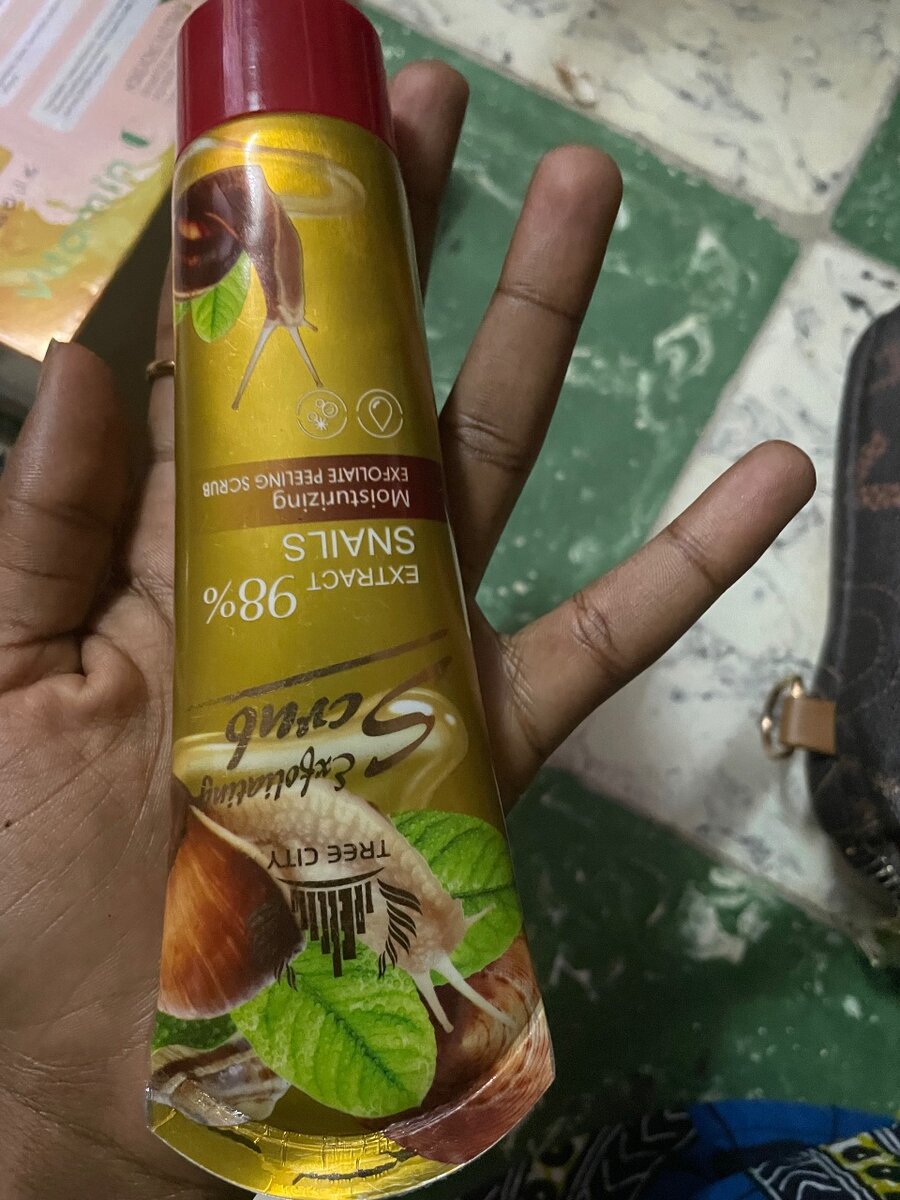 TREE CITY
Exfoliating
Scrub
98% EXTRACT
SNAILS
Moisturizing
EXFOLIATE PEELING SCRUB